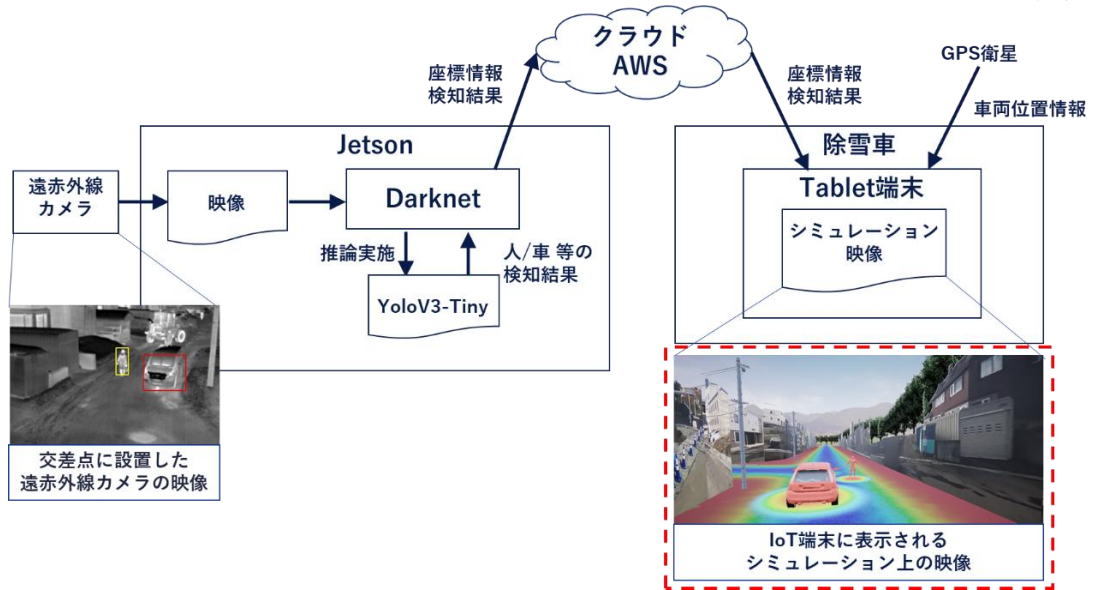 クラウド
AWS
座標情報
検知結果
座標情報
検知結果
GPS衛星
車両位置情報
Jetson
除雪車
遠赤外線
カメラ
映像
Darknet
Tablet端末
シミュレーション
映像
推論実施
人/車 等の
検知結果
YoloV3-Tiny
交差点に設置した
遠赤外線カメラの映像
IoT端末に表示される
シミュレーション上の映像